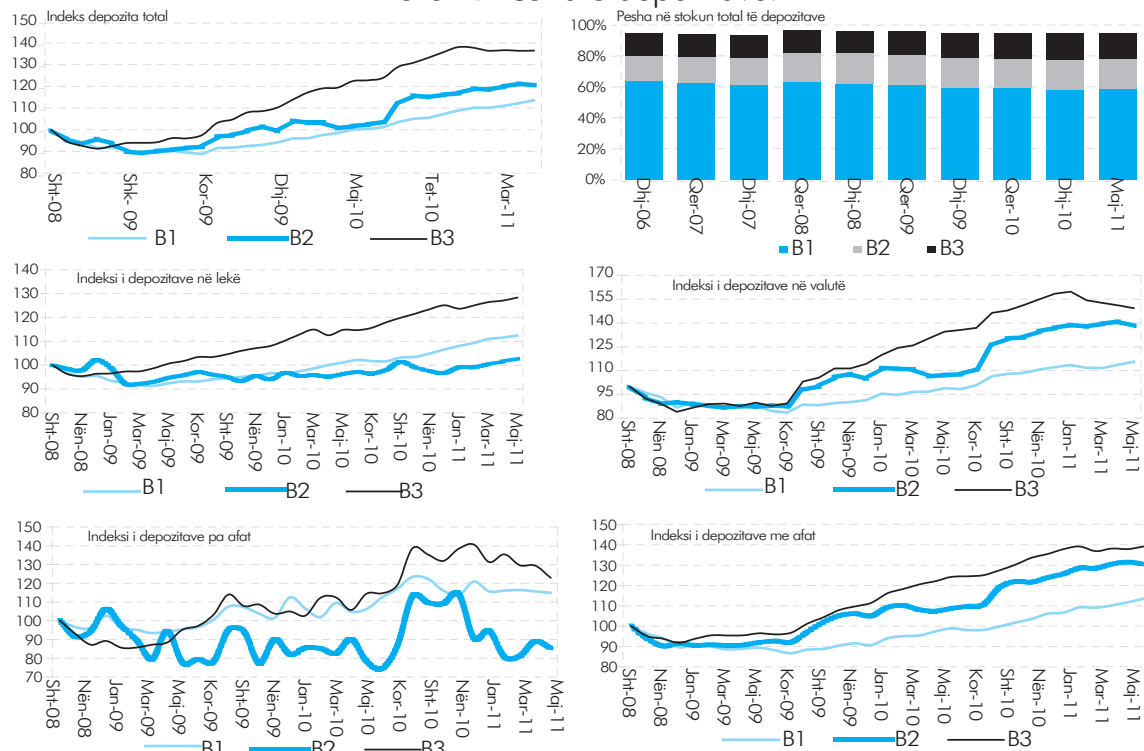 Indeks depozita total
150
140
130
120
110
100
90
80
Sht-08
Shk- 09
Kor-09
Dhj-09
Maj-10
Tet-10
Mar-11
B1
B2
B3
Pesha në stokun total të depozitave
100%
80%
60%
40%
20%
0%
Dhj-06
Qer-07
Dhj-07
Qer-08
Dhj-08
Qer-09
Dhj-09
Qer-10
Dhj-10
Maj-11
B1
B2
B3
Indeksi i depozitave në lekë
140
130
120
110
100
90
80
Sht-08
Nën-08
Jan-09
Mar-09
Maj-09
Kor-09
Sht-09
Nën-09
Jan-10
Mar-10
Maj-10
Kor-10
Sht-10
Nën-10
Jan-11
Mar-11
Maj-11
B1
B2
B3
Indeksi i depozitave në valutë
170
155
140
125
110
95
80
Sht-08
Nën 08
Jan-09
Mar-09
Maj-09
Kor-09
Sht-09
Nën-09
Jan-10
Mar-10
Maj-10
Kor-10
Sht-10
Nën-10
Jan-11
Mar-11
Maj-11
B1
B2
B3
Indeksi i depozitave pa afat
150
140
130
120
110
100
90
80
70
Sht-08
Nën-08
Jan-09
Mar-09
Maj-09
Kor-09
Sht-09
Nën-09
Jan-10
Mar-10
Maj-10
Kor-10
Sht-10
Nën-10
Jan-11
Mar-11
Maj-11
B1
B2
B3
Indeksi i depozitave me afat
150
140
130
120
110
100
90
80
Sht-08
Nën-08
Jan-09
Mar-09
Maj-09
Kor-09
Sht-09
Nën-09
Jan-10
Mar-10
Maj-10
Kor-10
Sht-10
Nën-10
Jan-11
Mar-11
Maj-11
B1
B2
B3